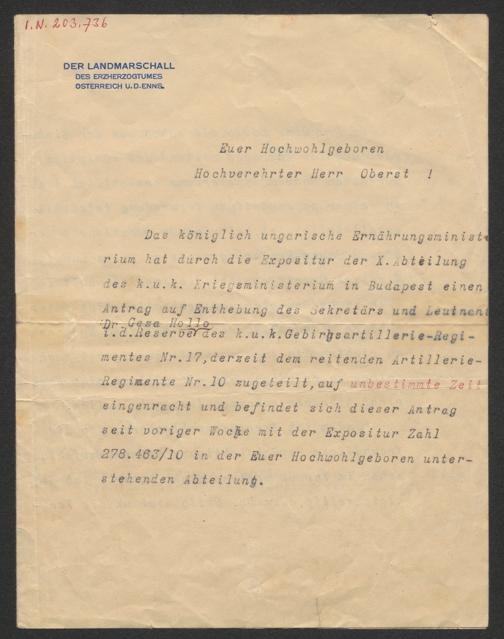 I.N. 203.736
DER LANDMARSCHALL
DES ERZHERZOGTUMES
ÖSTERREICH U.D.ENNS.
Euer Hochwohlgeboren
Hochverehrter Herr Oberst !
Das königlich ungarische Ernährungsministe
rium hat durch die Expositur der X.Abteilung
des k.u.k. Kriegsministerium in Budapest einen
Antrag auf Enthebung des Sekretärs und Leutnant
Dr Geza Hollo
i.d.Reserve des k.u.k.Gebirgsartillerie-Regi-
mentes Nr.17,derzeit dem reitenden Artillerie-
Regimente Nr.10 zugeteilt,auf unbestimmte Zeit
eingenracht und befindet sich dieser Antrag
seit voriger Woche mit der Expositur Zahl
278.463/10 in der Euer Hochwohlgeboren unter-
stehenden Abteilung.